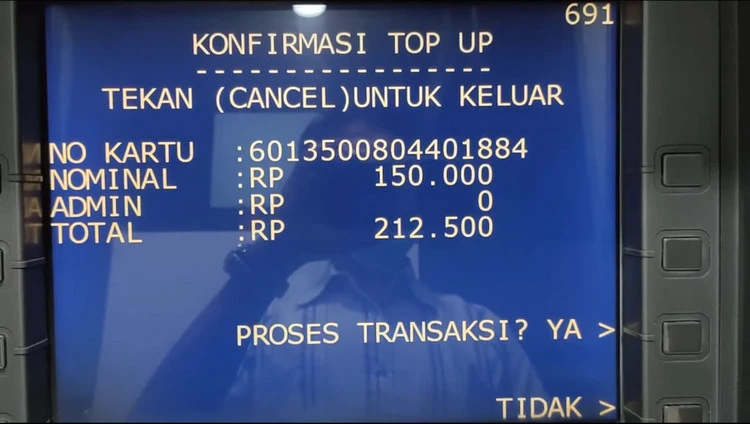 691
KONFIRMASI TOP UP
-----------------
TEKAN (CANCEL)UNTUK KELUAR
NO KARTU :6013500804401884
NOMINAL :RP 150.000
ADMIN :RP 0
TOTAL :RP 212.500
PROSES TRANSAKSI? YA >
TIDAK >